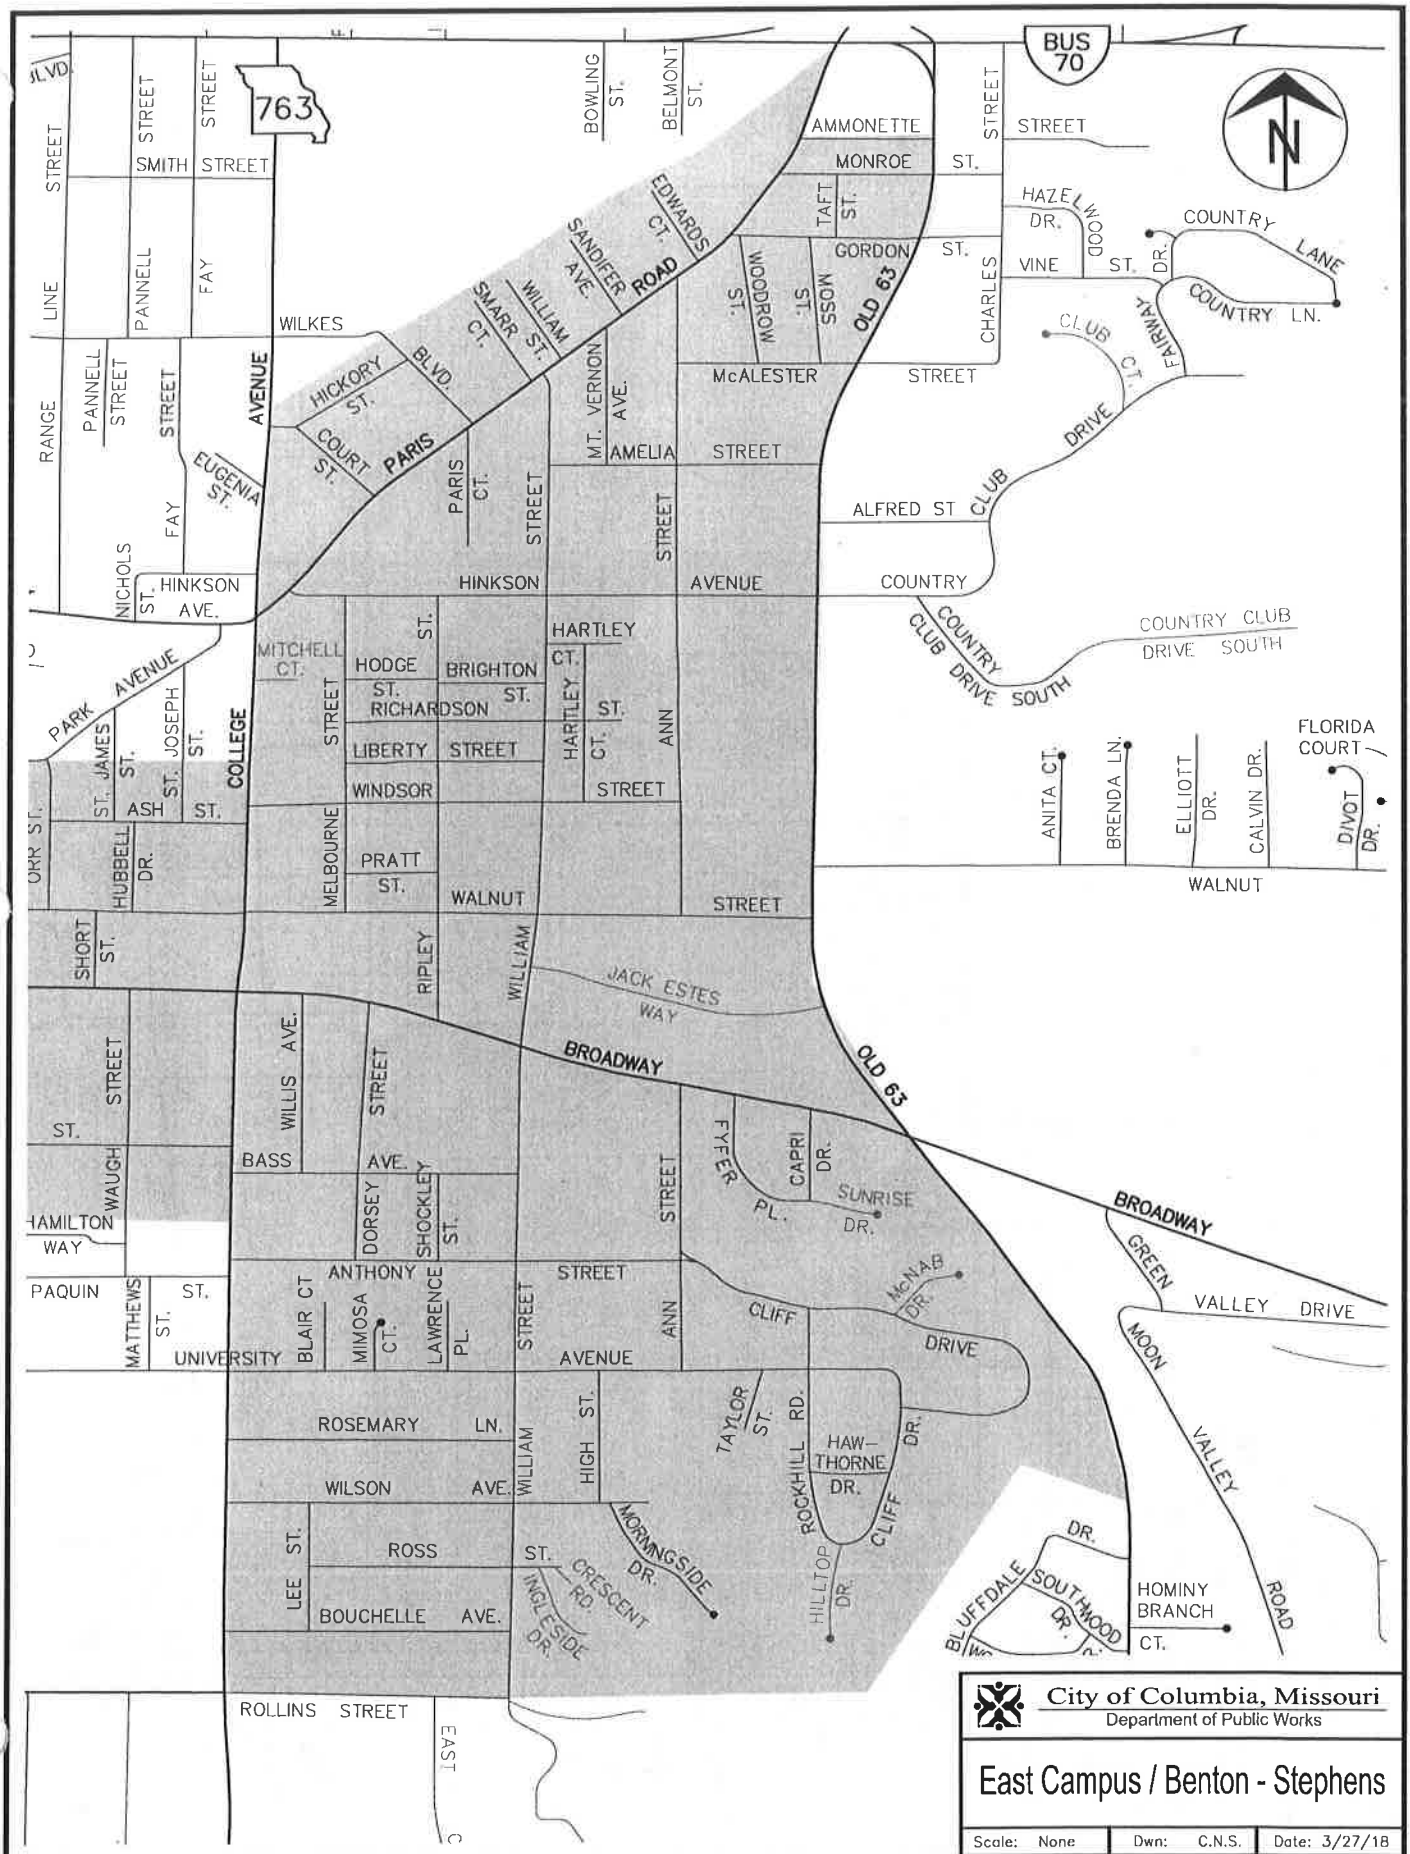 BUS
70
763
BLVD.
STREET
STREET
STREET
BOWLING
ST.
BELMONT
ST.
STREET
AMMONETTE
STREET
N
SMITH STREET
MONROE ST.
EDWARDS
CT.
TAFT
ST.
HAZELWOOD
DR.
COUNTRY
LANE
SANDIFER
AVE.
GORDON
ST.
VINE ST.
DR.
LINE
PANNELL
FAY
ROAD
WOODROW
ST.
MOSS
ST.
OLD 63
CHARLES
COUNTRY LN.
FAIRWAY
WILLIAM
ST.
SMARR
CT.
WILKES
BLVD.
CLUB
CT.
PANNELL
STREET
STREET
AVENUE
HICKORY
ST.
MT. VERNON
AVE.
McALESTER
STREET
RANGE
COURT
ST.
PARIS
AMELIA
STREET
DRIVE
EUGENIA
ST.
PARIS
CT.
STREET
STREET
CLUB
ALFRED ST
FAY
NICHOLS
ST.
HINKSON
AVE.
HINKSON
AVENUE
COUNTRY
COUNTRY
CLUB DRIVE SOUTH
COUNTRY CLUB
DRIVE SOUTH
MITCHELL
CT.
ST.
HARTLEY
CT.
HODGE
ST.
BRIGHTON
ST.
PARK AVENUE
RICHARDSON
ST.
STREET
HARTLEY
CT.
ANN
ST. JAMES
ST.
ST. JOSEPH
ST.
COLLEGE
LIBERTY STREET
WINDSOR
STREET
FLORIDA
COURT
ANITA CT.
BRENDA LN.
ELLIOTT
DR.
CALVIN DR.
DIVOT
DR.
ASH ST.
ORR ST.
HUBBELL
DR.
MELBOURNE
PRATT
ST.
WALNUT
STREET
WALNUT
SHORT
ST.
RIPLEY
WILLIAM
JACK ESTES
WAY
BROADWAY
OLD 63
STREET
WILLIS AVE.
STREET
ST.
WAUGH
BASS AVE.
FYFER
PL.
CAPRI
DR.
SUNRISE
DR.
DORSEY
SHOCKLEY
ST.
STREET
HAMILTON
WAY
BROADWAY
GREEN
VALLEY DRIVE
ANTHONY
STREET
McNAB
DR.
PAQUIN
ST.
MATTHEWS
ST.
BLAIR CT
MIMOSA
CT.
LAWRENCE
PL.
STREET
ANN
CLIFF
DRIVE
MOON
VALLEY
ROAD
UNIVERSITY
AVENUE
ROSEMARY LN.
HIGH ST.
TAYLOR
ST.
ROCKHILL RD.
HAW-
THORNE
DR.
CLIFF
DR.
WILLIAM
WILSON AVE.
LEE ST.
ROSS
ST.
MORNINGSIDE
DR.
CRESCENT
RD.
INGLESIDE
DR.
BOUCHELLE AVE.
HILLTOP
DR.
DR.
BLUFFDALE
SOUTHWOOD
DR.
HOMINY
BRANCH
CT.
ROLLINS STREET
EAST
City of Columbia, Missouri
Department of Public Works
East Campus / Benton - Stephens
Scale: None
Dwn: C.N.S.
Date: 3/27/18